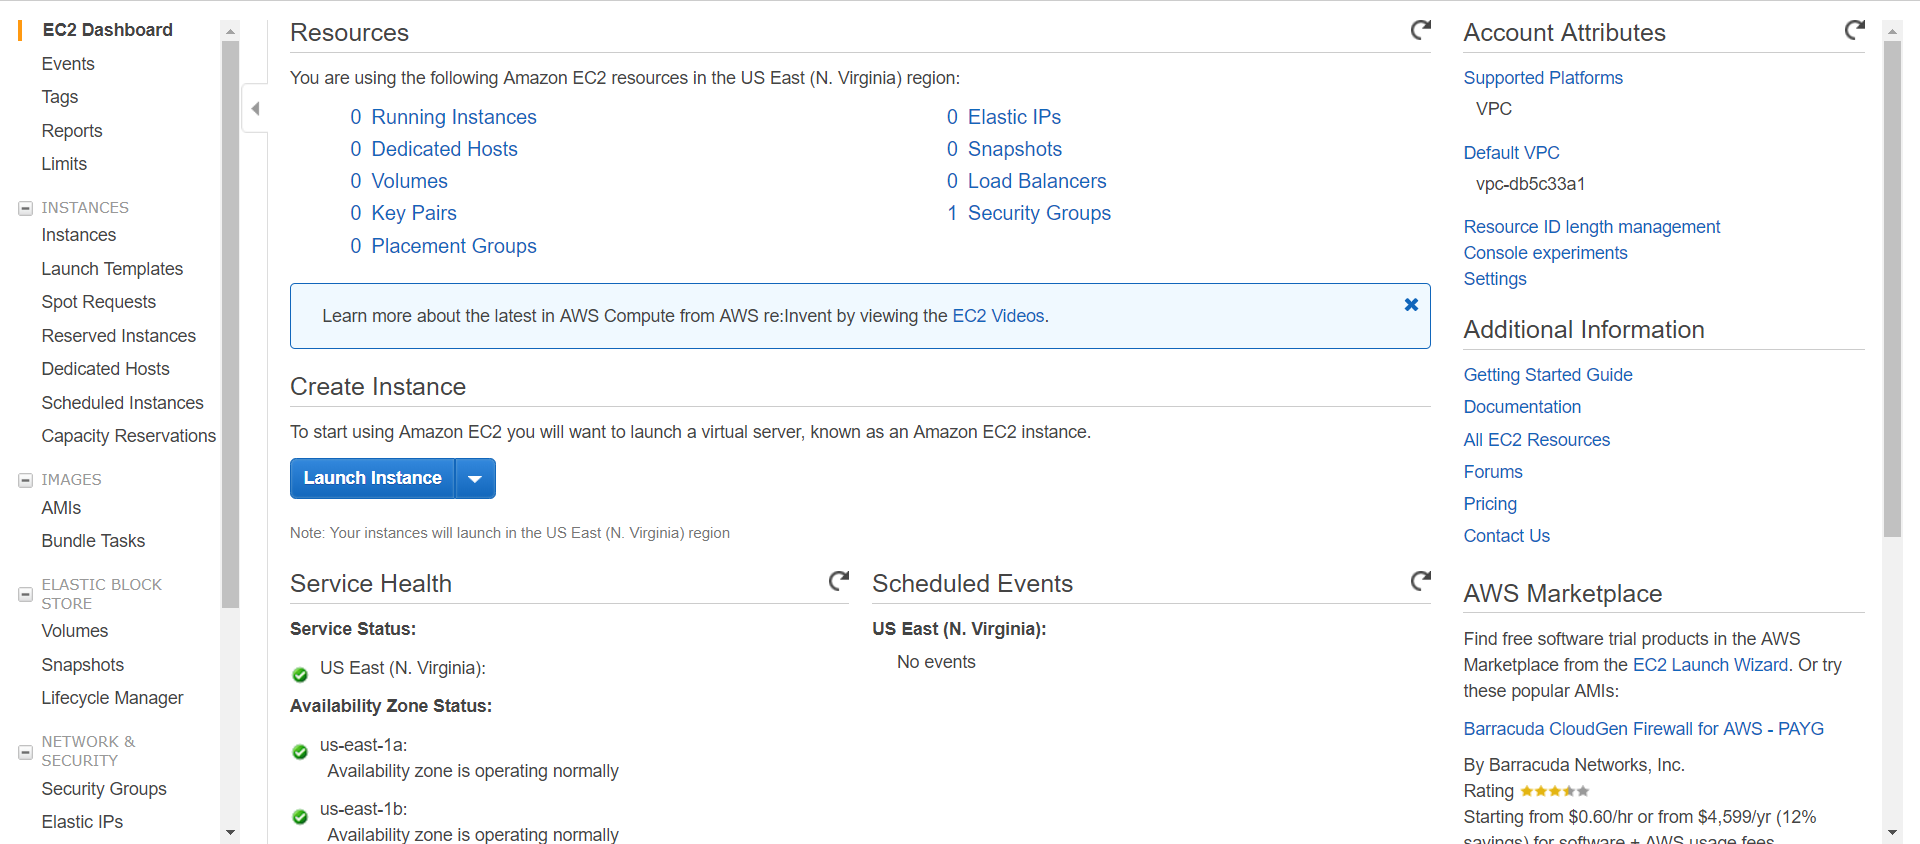 EC2 Dashboard
Events
Tags
Reports
Limits
INSTANCES
Instances
Launch Templates
Spot Requests
Reserved Instances
Dedicated Hosts
Scheduled Instances
Capacity Reservations
IMAGES
AMIs
Bundle Tasks
ELASTIC BLOCK
STORE
Volumes
Snapshots
Lifecycle Manager
NETWORK &
SECURITY
Security Groups
Elastic IPs
Resources
You are using the following Amazon EC2 resources in the US East (N. Virginia) region:
0 Running Instances
0 Dedicated Hosts
0 Volumes
0 Key Pairs
0 Placement Groups
0 Elastic IPs
0 Snapshots
0 Load Balancers
1 Security Groups
Learn more about the latest in AWS Compute from AWS re:Invent by viewing the EC2 Videos.
Create Instance
To start using Amazon EC2 you will want to launch a virtual server, known as an Amazon EC2 instance.
Launch Instance
Note: Your instances will launch in the US East (N. Virginia) region
Service Health
Service Status:
US East (N. Virginia):
Availability Zone Status:
us-east-1a:
Availability zone is operating normally
us-east-1b:
Availability zone is operating normally
Scheduled Events
US East (N. Virginia):
No events
Account Attributes
Supported Platforms
VPC
Default VPC
vpc-db5c33a1
Resource ID length management
Console experiments
Settings
Additional Information
Getting Started Guide
Documentation
All EC2 Resources
Forums
Pricing
Contact Us
AWS Marketplace
Find free software trial products in the AWS
Marketplace from the EC2 Launch Wizard. Or try
these popular AMIs:
Barracuda CloudGen Firewall for AWS - PAYG
By Barracuda Networks, Inc.
Rating
Starting from $0.60/hr or from $4,599/yr (12%
savings) for software + AWS usage fees